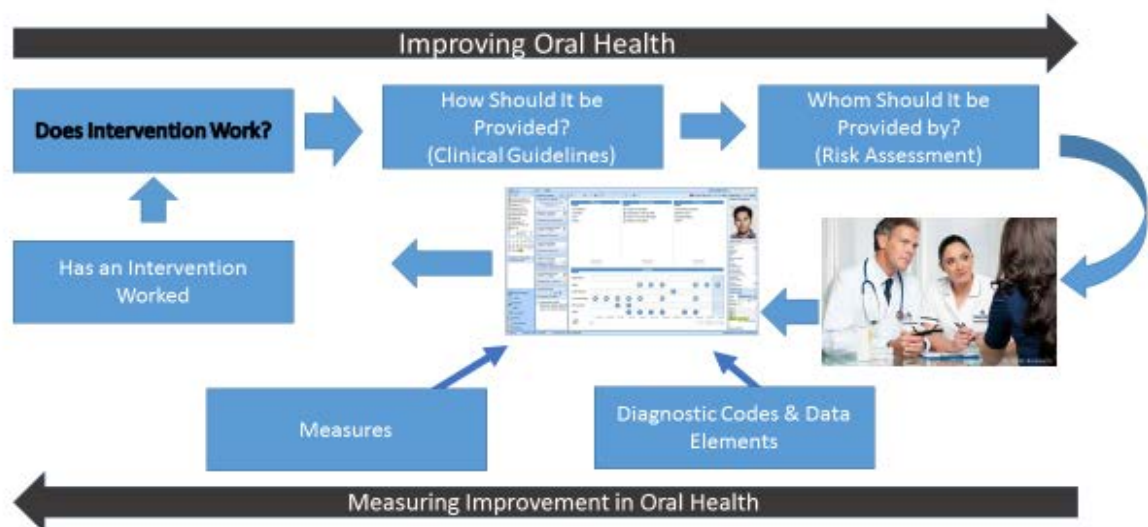 Improving Oral Health
Does Intervention Work?
How Should It be
Provided?
(Clinical Guidelines)
Whom Should It be
Provided by?
(Risk Assessment)
Has an Intervention
Worked
Measures
Diagnostic Codes & Data
Elements
Measuring Improvement in Oral Health